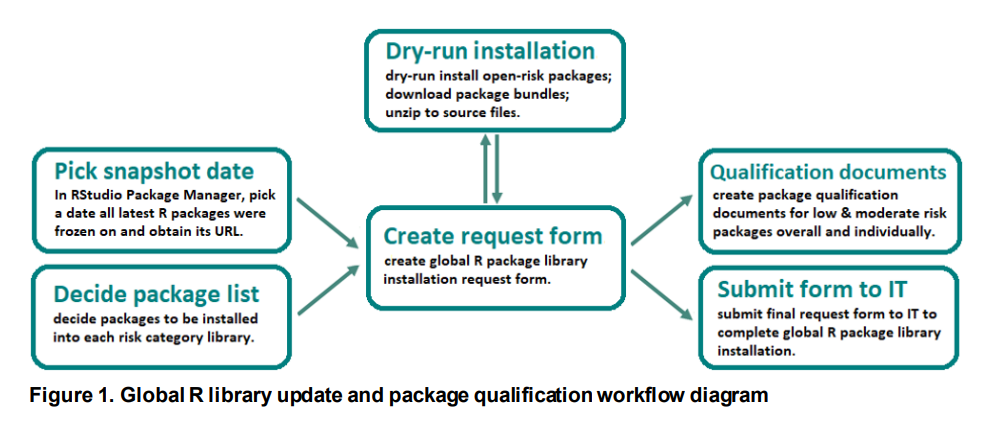 Dry-run installation
dry-run install open-risk packages;
download package bundles;
unzip to source files.
Pick snapshot date
In RStudio Package Manager, pick
a date all latest R packages were
frozen on and obtain its URL.
Decide package list
decide packages to be installed
into each risk category library.
Create request form
create global R package library
installation request form.
Qualification documents
create package qualification
documents for low & moderate risk
packages overall and individually.
Submit form to IT
submit final request form to IT to
complete global R package library
installation.
Figure 1. Global R library update and package qualification workflow diagram